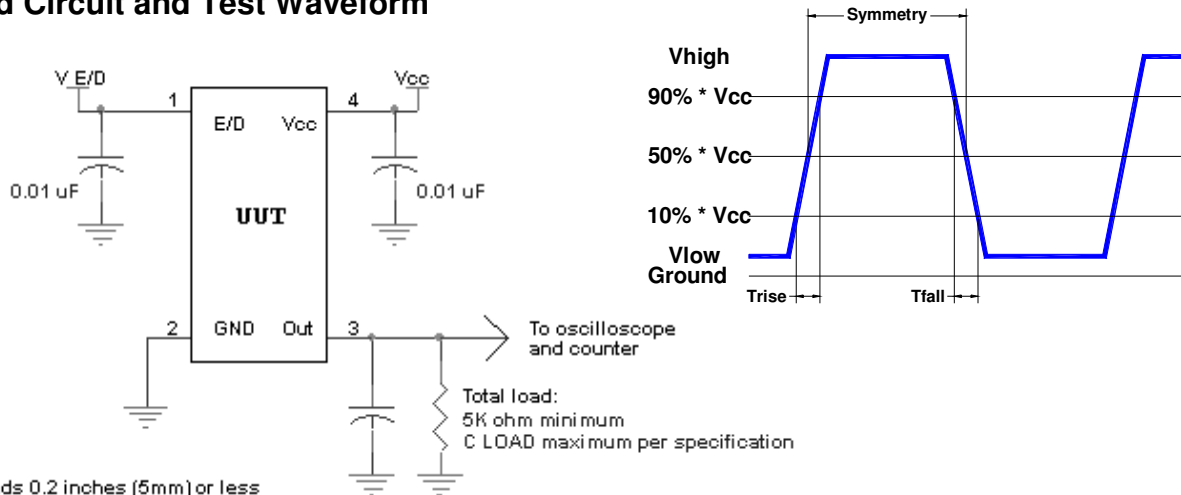 Circuit and Test Waveform
V E/D
Vcc
1
4
E/D Vcc
0.01 uF
0.01 uF
UUT
2
GND Out
3
To oscilloscope
and counter
Total load:
5K ohm minimum
C LOAD maximum per specification
0.2 inches (5mm) or less
Symmetry
Vhigh
90% * Vcc
50% * Vcc
10% * Vcc
Vlow
Ground
Trise
Tfall